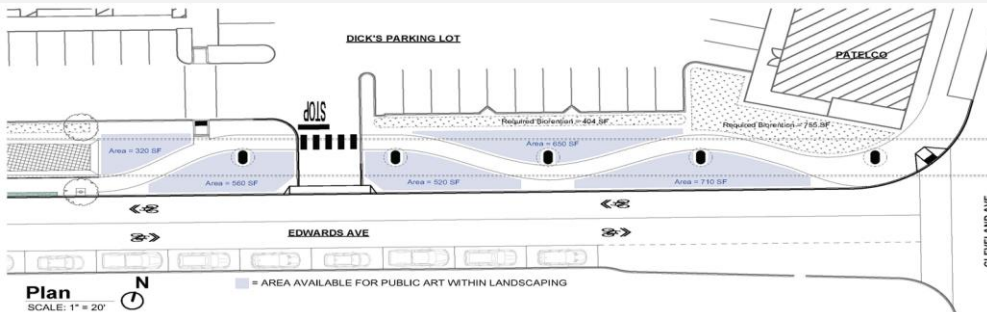 DICK'S PARKING LOT
PATELCO
STOP
Required Biorention = 404 SF
Required Biorention = 755 SF
Area = 320 SF
Area = 650 SF
Area = 560 SF
Area = 520 SF
Area = 710 SF
EDWARDS AVE
CLEVELAND AVE
= AREA AVAILABLE FOR PUBLIC ART WITHIN LANDSCAPING
Plan
N
SCALE: 1" = 20'